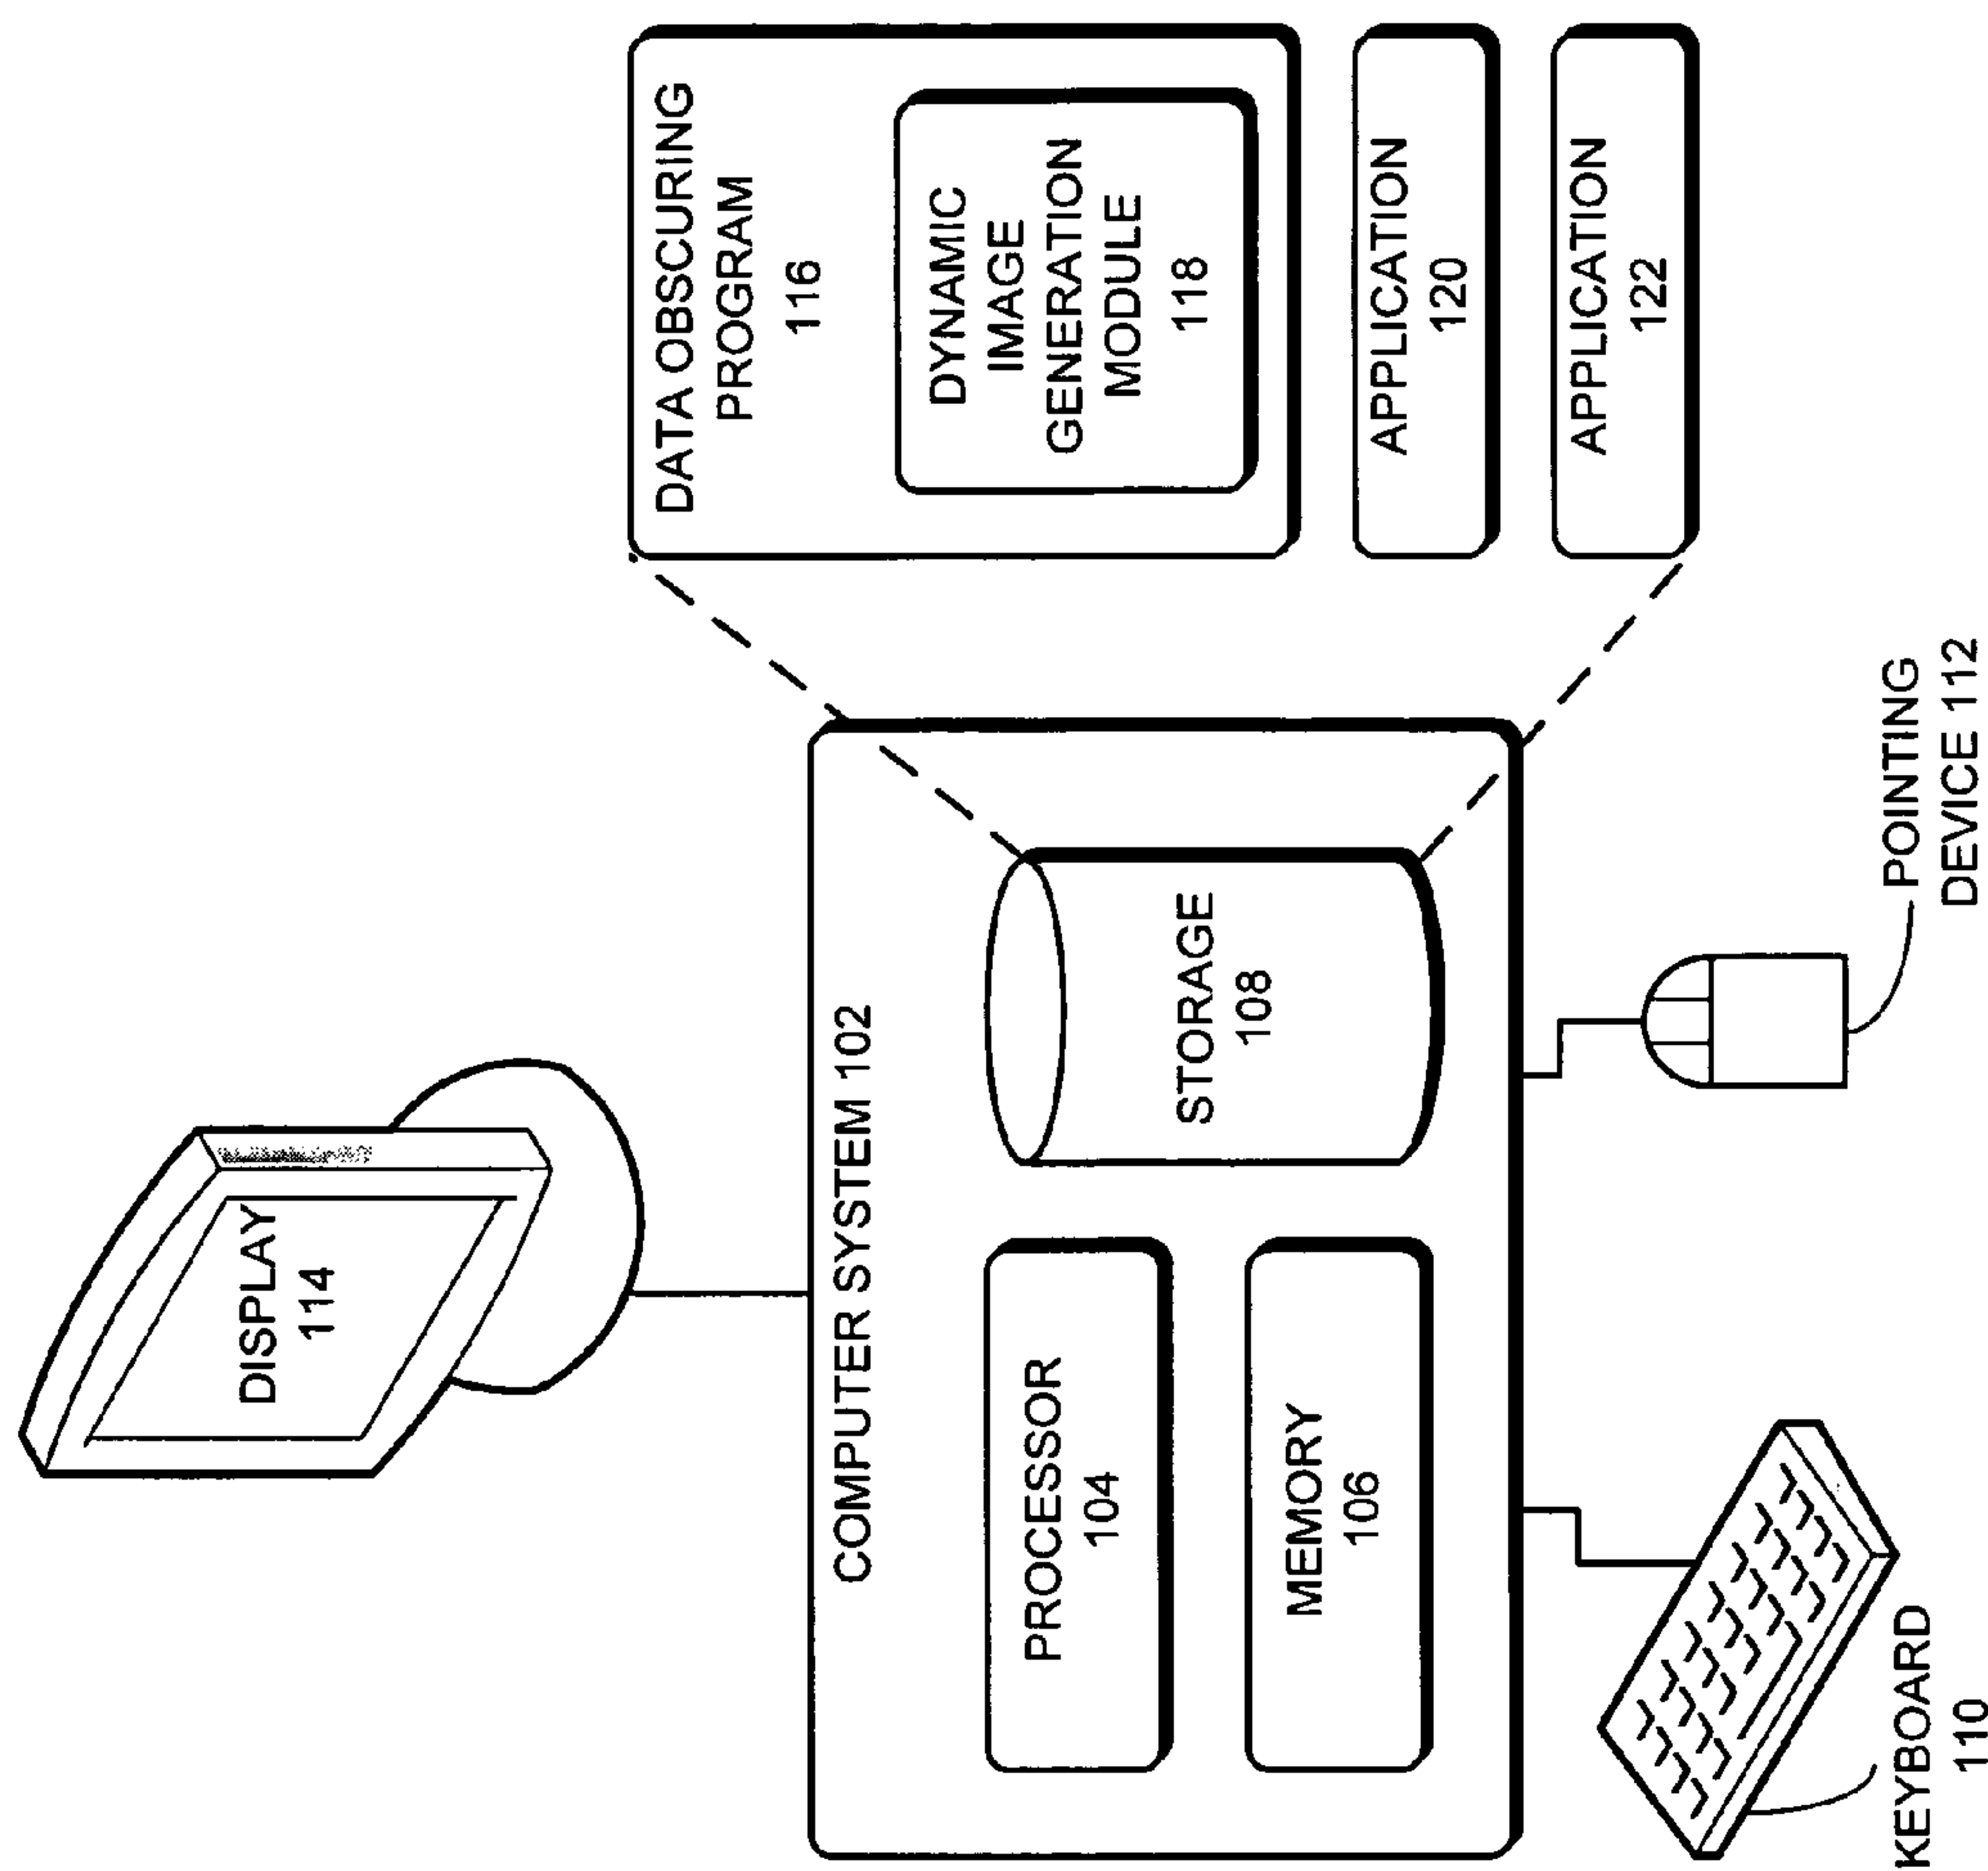 DISPLAY
114
COMPUTER SYSTEM 102
PROCESSOR
104
MEMORY
106
STORAGE
108
KEYBOARD
110
POINTING
DEVICE 112
DATA OBSCURING
PROGRAM
116
DYNAMIC
IMAGE
GENERATION
MODULE
118
APPLICATION
120
APPLICATION
122